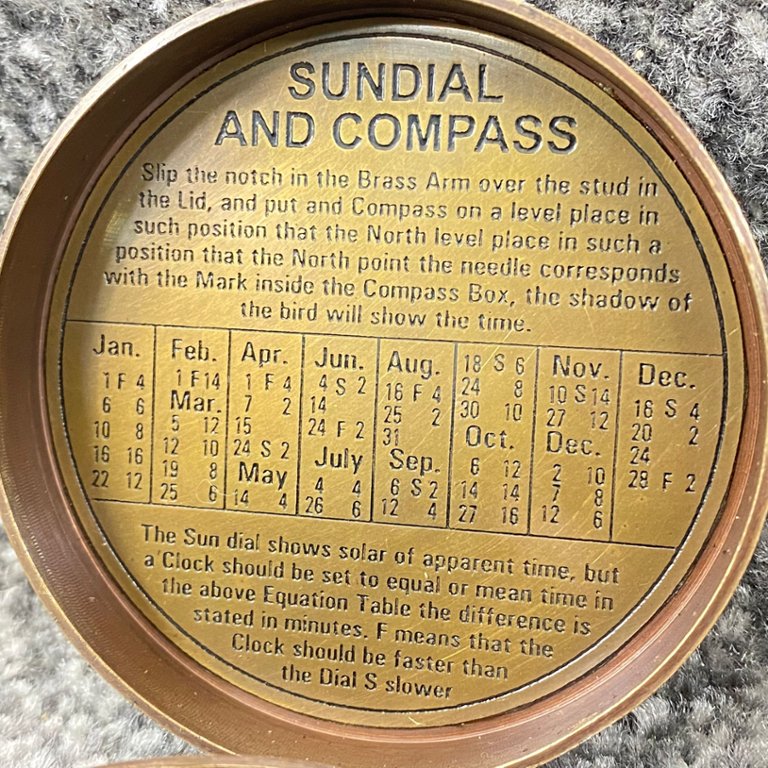 SUNDIAL
AND COMPASS
Slip the notch in the Brass Arm over the stud in
the Lid, and put and Compass on a level place in
such position that the North level place in such a
position that the North point the needle corresponds
with the Mark inside the Compass Box, the shadow of
the bird will show the time.
Jan.
1 F 4
6 6
10 8
16 16
22 12
Feb.
1 F14
Mar.
5 12
12 10
19 8
25 6
Apr.
1 F 4
7 2
15
24 S 2
May
14 4
Jun.
4 S 2
14
24 F 2
July
4 4
26 6
Aug.
16 F 4
25 2
31
Sep.
6 S 2
12 4
18 S 6
24 8
30 10
Oct.
6 12
14 14
27 16
Nov.
10 S 14
27 12
Dec.
2 10
7 8
12 6
Dec.
16 S 4
20 2
24
28 F 2
The Sun dial shows solar of apparent time, but
a'Clock should be set to equal or mean time in
the above Equation Table the difference is
stated in minutes. F means that the
Clock should be faster than
the Dial S slower